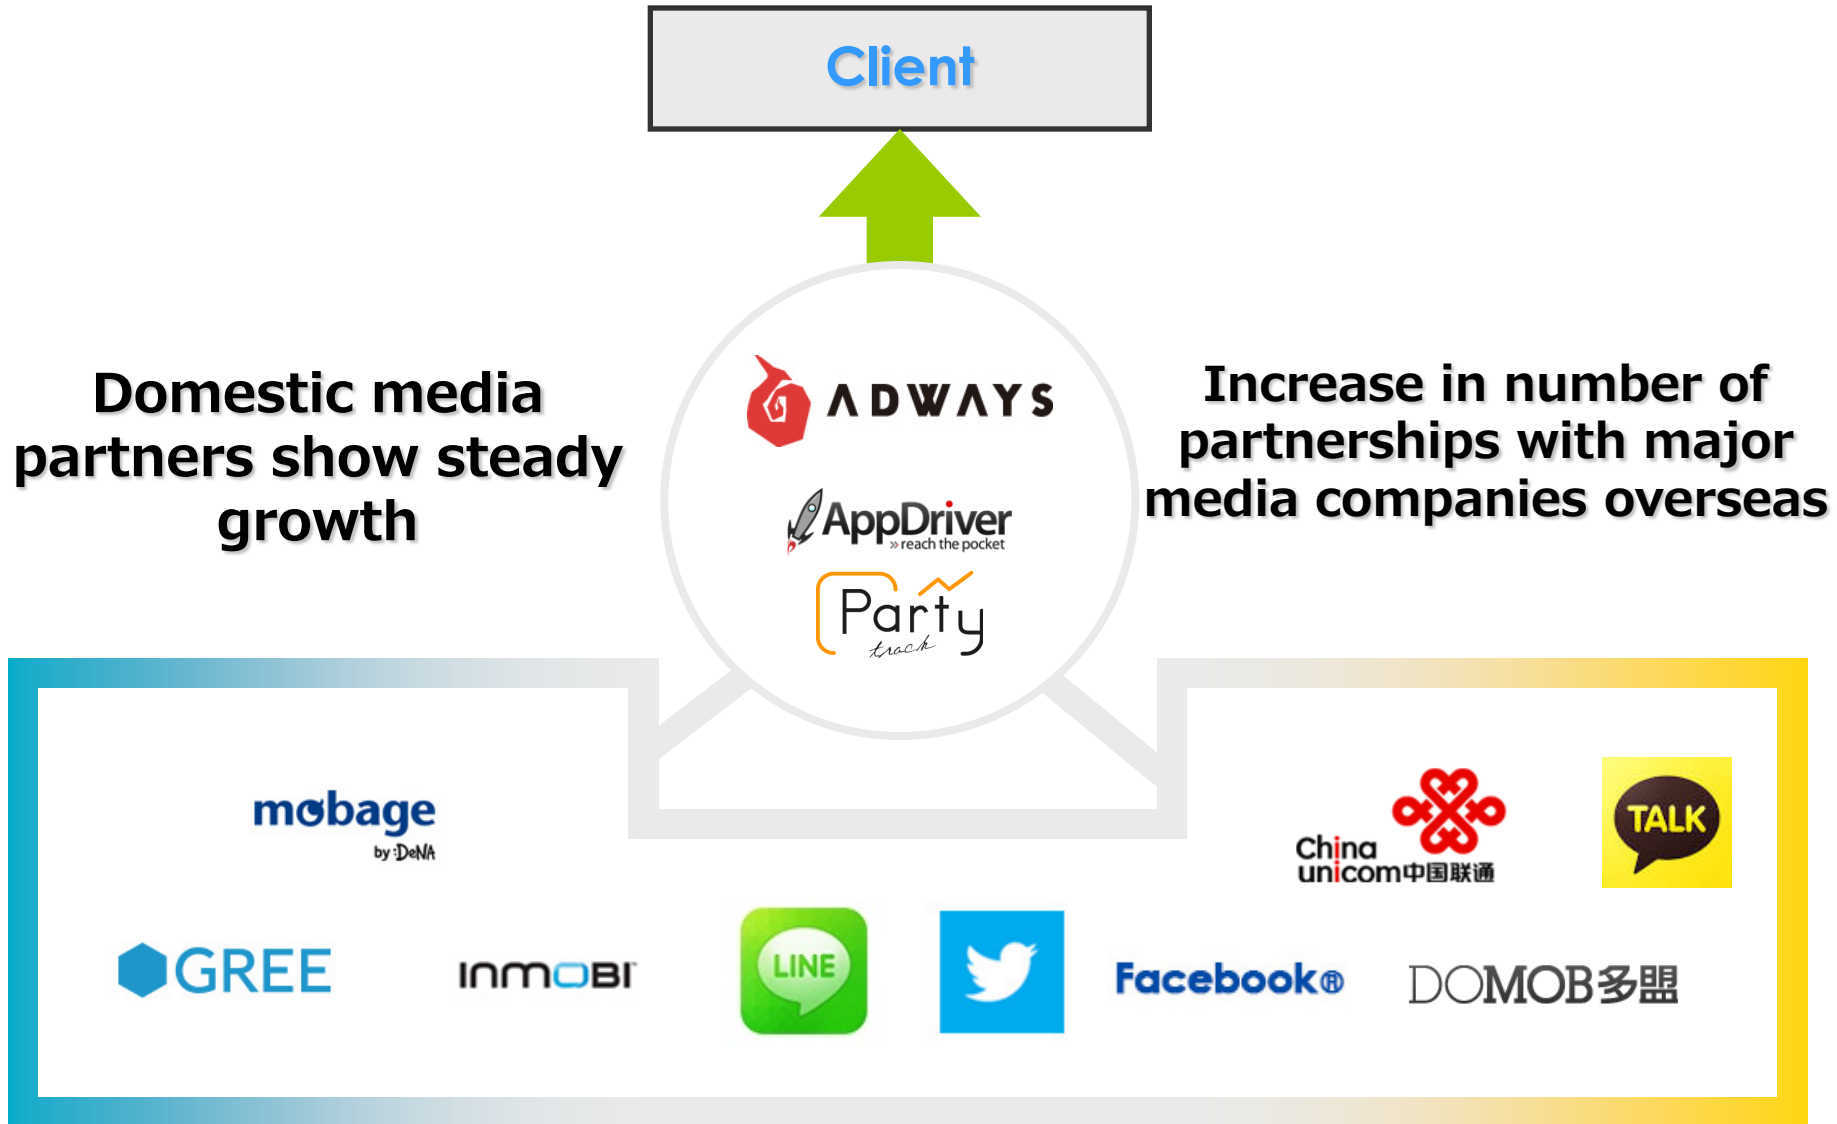 Client
Domestic media
partners show steady
growth
ADWAYS
AppDriver
»reach the pocket
Party
track
Increase in number of
partnerships with major
media companies overseas
mobage
by :DeNA
China
unicom中国联通
TALK
GREE
INMOBI
LINE
Facebook®
DOMOB多盟